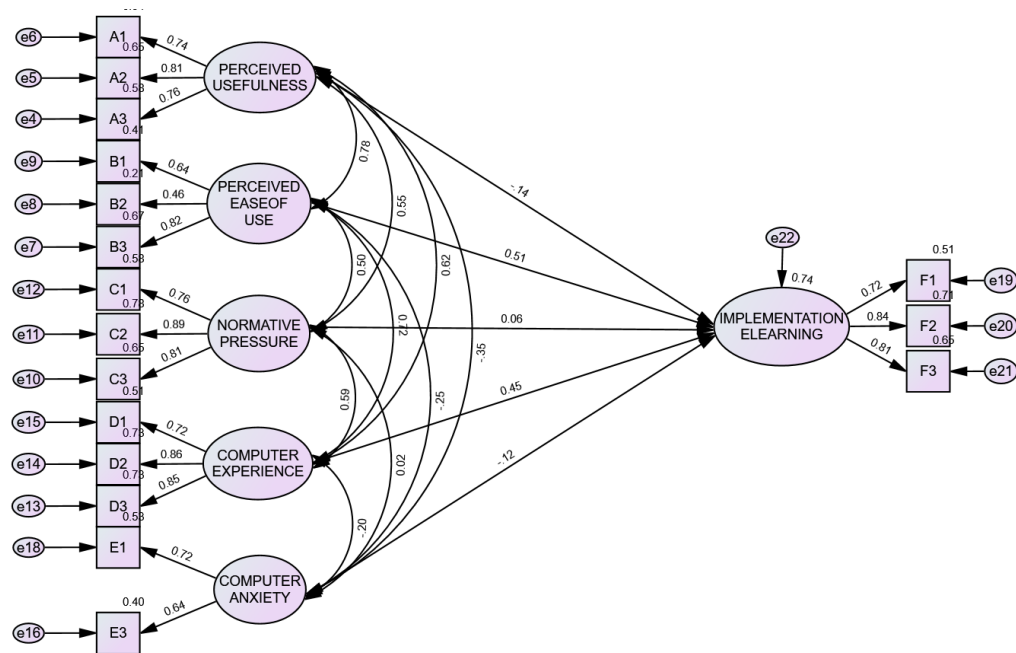 e6
A1
0.65
0.74
e5
A2
0.58
0.81
e4
A3
0.41
0.76
PERCEIVED
USEFULNESS
e9
B1
0.21
0.64
e8
B2
0.67
0.46
e7
B3
0.58
0.82
PERCEIVED
EASEOF
USE
e12
C1
0.78
0.76
e11
C2
0.65
0.89
e10
C3
0.51
0.81
NORMATIVE
PRESSURE
e15
D1
0.73
0.72
e14
D2
0.73
0.86
e13
D3
0.53
0.85
COMPUTER
EXPERIENCE
e18
E1
0.72
0.40
e16
E3
0.64
COMPUTER
ANXIETY
0.78
0.55
0.50
0.62
0.72
-.35
0.59
-.25
0.02
-.20
-.14
0.51
0.06
0.45
-.12
e22
0.74
IMPLEMENTATION
ELEARNING
0.51
0.72
F1
e19
0.71
0.84
F2
e20
0.65
0.81
F3
e21